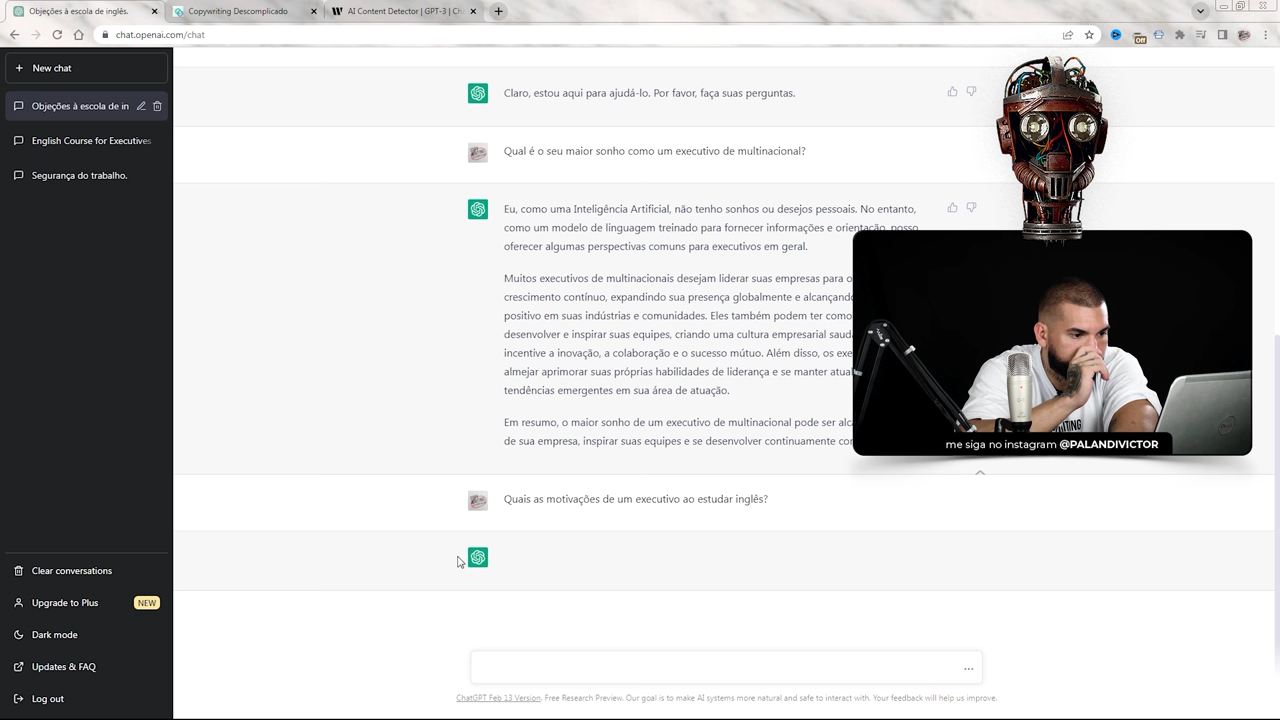 Objeções à escola de inglês.
Copywriting Descomplicado
AI Content Detector | GPT-3 | Ch
chat.openai.com/chat
Off
New chat
Objeções à escola de in
English Course for Executives
Segurança do trabalho.
Claro, estou aqui para ajudá-lo. Por favor, faça suas perguntas.
Qual é o seu maior sonho como um executivo de multinacional?
Eu, como uma Inteligência Artificial, não tenho sonhos ou desejos pessoais. No entanto,
como um modelo de linguagem treinado para fornecer informações e orientação, posso
oferecer algumas perspectivas comuns para executivos em geral.
Muitos executivos de multinacionais desejam liderar suas empresas para o
crescimento contínuo, expandindo sua presença globalmente e alcançando
positivo em suas indústrias e comunidades. Eles também podem ter como
desenvolver e inspirar suas equipes, criando uma cultura empresarial
incentive a inovação, a colaboração e o sucesso mútuo. Além disso, os
almejar aprimorar suas próprias habilidades de liderança e se manter
tendências emergentes em sua área de atuação.
Em resumo, o maior sonho de um executivo de multinacional pode ser
de sua empresa, inspirar suas equipes e se desenvolver continuamente
me siga no instagram @PALANDIVICTOR
Quais as motivações de um executivo ao estudar inglês?
Clear conversations
Upgrade to Plus NEW
Dark mode
Updates & FAQ
Log out
ChatGPT Feb 13 Version. Free Research Preview. Our goal is to make AI systems more natural and safe to interact with. Your feedback will help us improve.